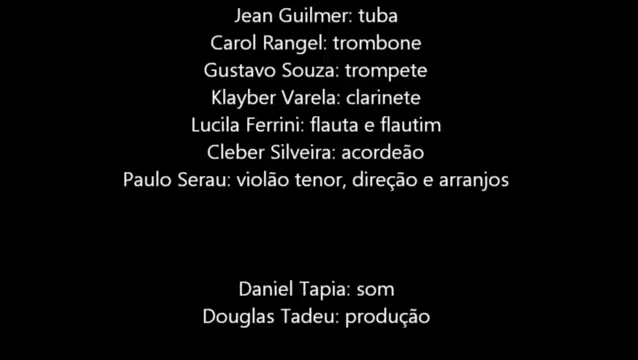 Jean Guilmer: tuba
Carol Rangel: trombone
Gustavo Souza: trompete
Klayber Varela: clarinete
Lucila Ferrini: flauta e flautim
Cleber Silveira: acordeão
Paulo Serau: violão tenor, direção e arranjos
Daniel Tapia: som
Douglas Tadeu: produção